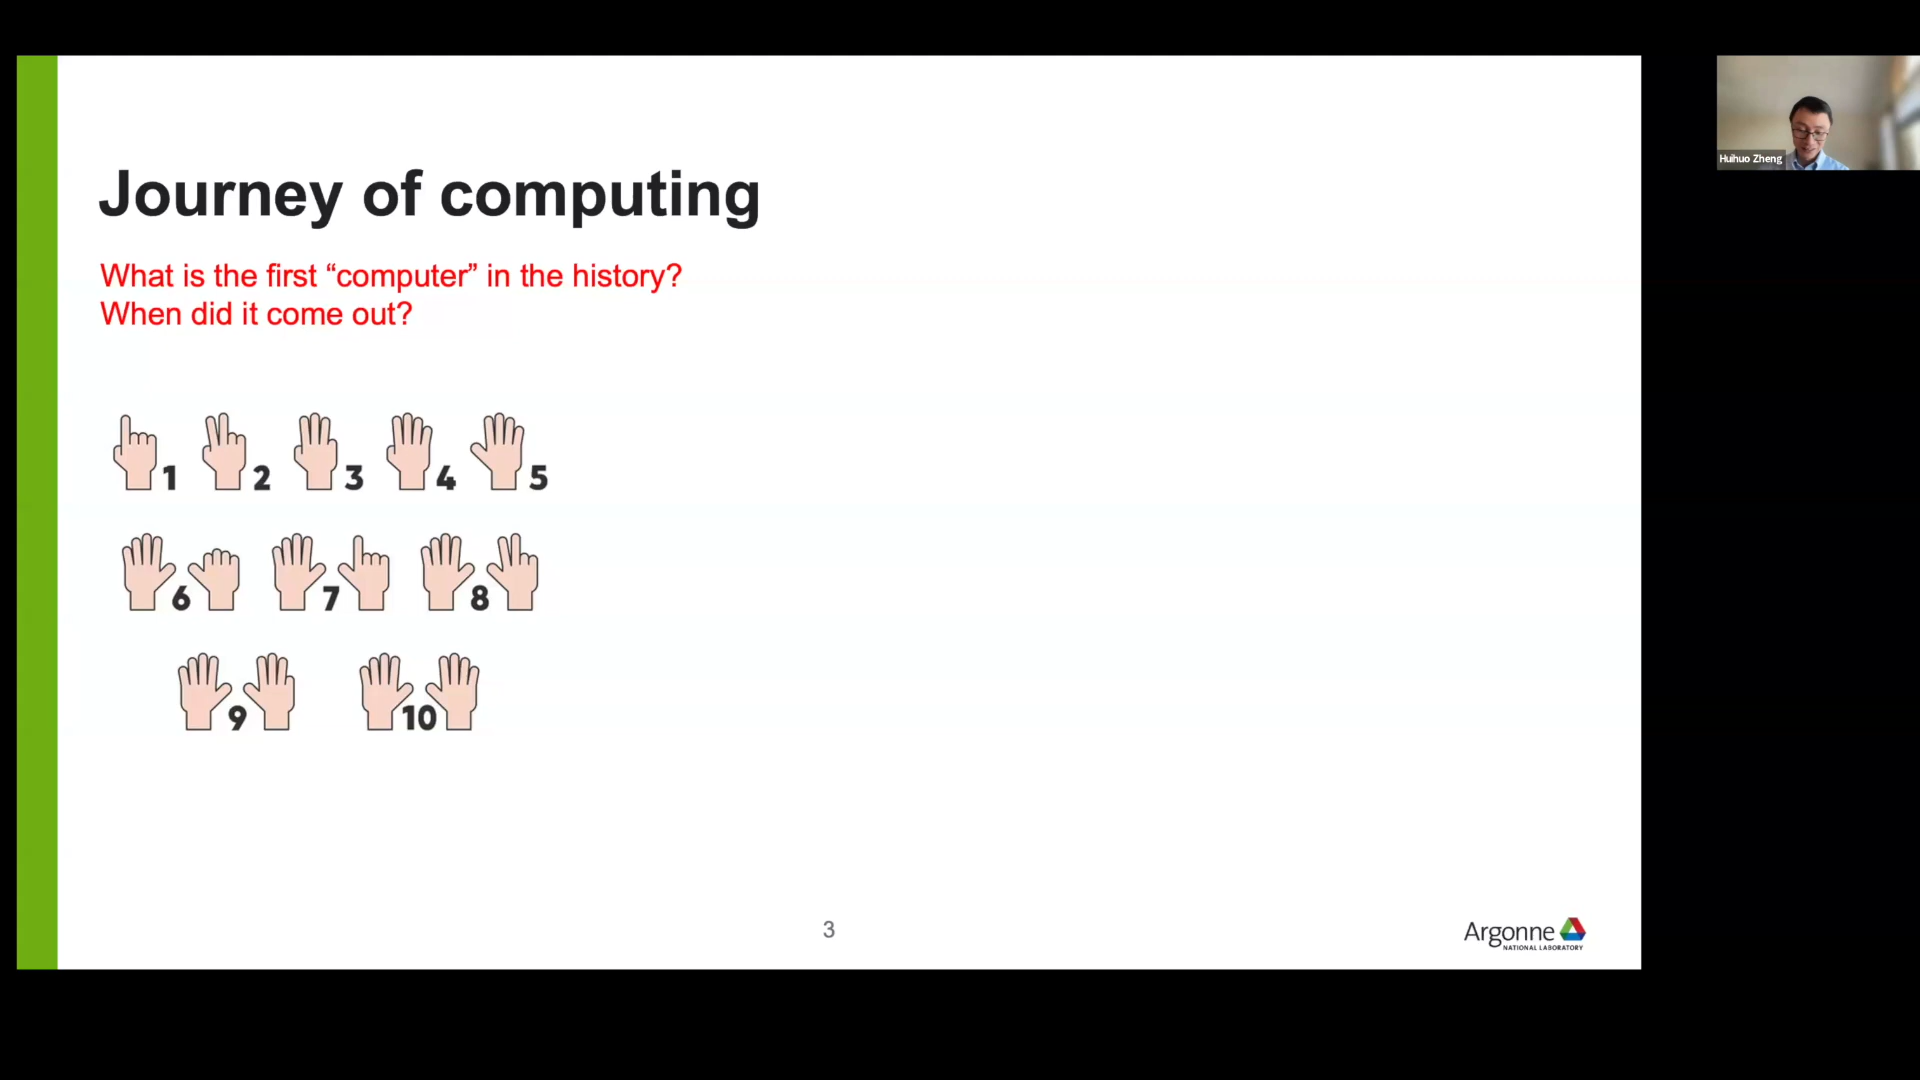 Journey of computing
What is the first “computer” in the history?
When did it come out?
1 2 3 4 5
6 7 8
9 10
3
Argonne
NATIONAL LABORATORY
Huihuo Zheng